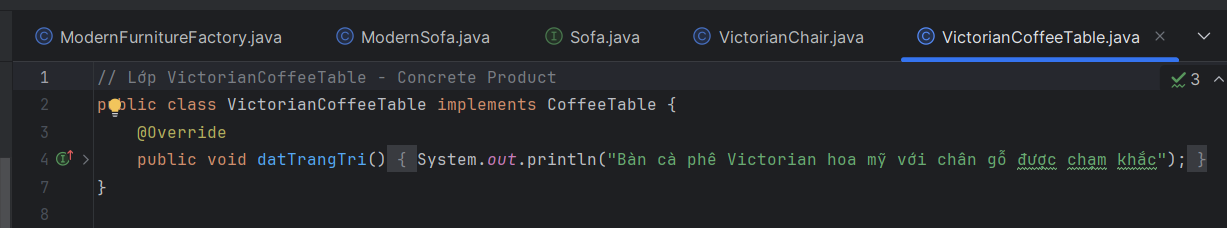 ModernFurnitureFactory.java ModernSofa.java Sofa.java VictorianChair.java VictorianCoffeeTable.java
1 // Lớp VictorianCoffeeTable - Concrete Product
3
2 public class VictorianCoffeeTable implements CoffeeTable {
3 @Override
4 public void datTrangTri() { System.out.println("Bàn cà phê Victorian hoa mỹ với chân gỗ được chạm khắc"); }
7 }
8